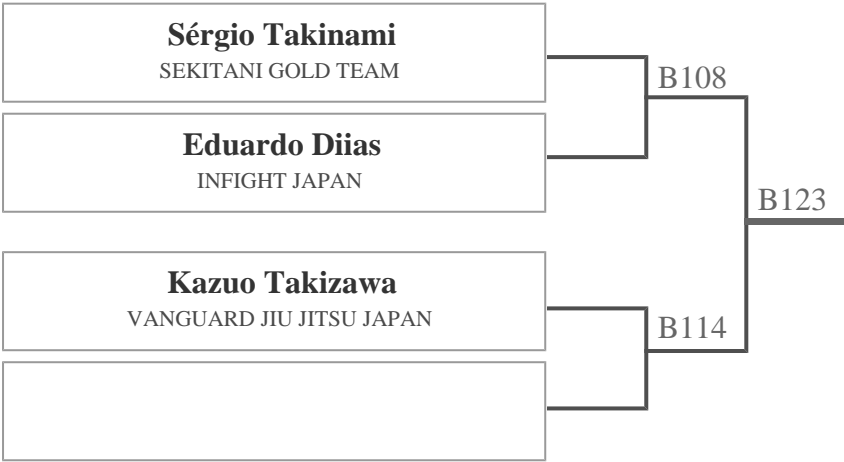 Sérgio Takinami
SEKITANI GOLD TEAM
B108
Eduardo Diias
INFIGHT JAPAN
B123
Kazuo Takizawa
VANGUARD JIU JITSU JAPAN
B114